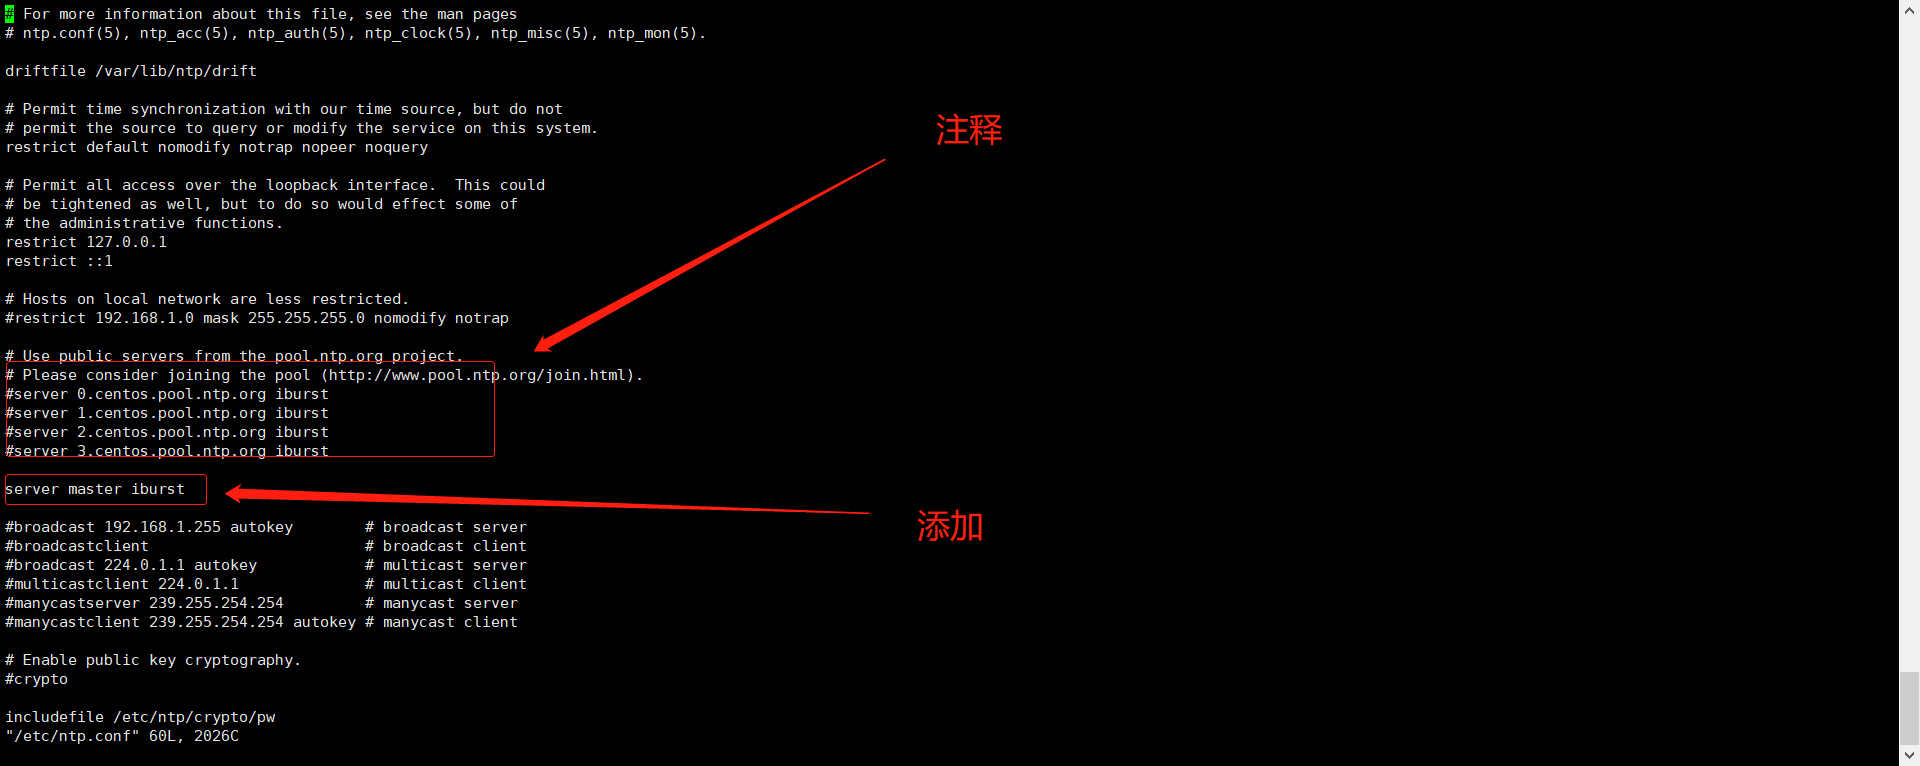 # For more information about this file, see the man pages
# ntp.conf(5), ntp_acc(5), ntp_auth(5), ntp_clock(5), ntp_misc(5), ntp_mon(5).
driftfile /var/lib/ntp/drift
# Permit time synchronization with our time source, but do not
# permit the source to query or modify the service on this system.
restrict default nomodify notrap nopeer noquery
注释
# Permit all access over the loopback interface.  This could
# be tightened as well, but to do so would effect some of
# the administrative functions.
restrict 127.0.0.1
restrict ::1
# Hosts on local network are less restricted.
#restrict 192.168.1.0 mask 255.255.255.0 nomodify notrap
# Use public servers from the pool.ntp.org project.
# Please consider joining the pool (http://www.pool.ntp.org/join.html).
#server 0.centos.pool.ntp.org iburst
#server 1.centos.pool.ntp.org iburst
#server 2.centos.pool.ntp.org iburst
#server 3.centos.pool.ntp.org iburst
server master iburst
添加
#broadcast 192.168.1.255 autokey        # broadcast server
#broadcastclient                        # broadcast client
#broadcast 224.0.1.1 autokey            # multicast server
#multicastclient 224.0.1.1              # multicast client
#manycastserver 239.255.254.254         # manycast server
#manycastclient 239.255.254.254 autokey # manycast client
# Enable public key cryptography.
#crypto
includefile /etc/ntp/crypto/pw
"/etc/ntp.conf" 60L, 2026C